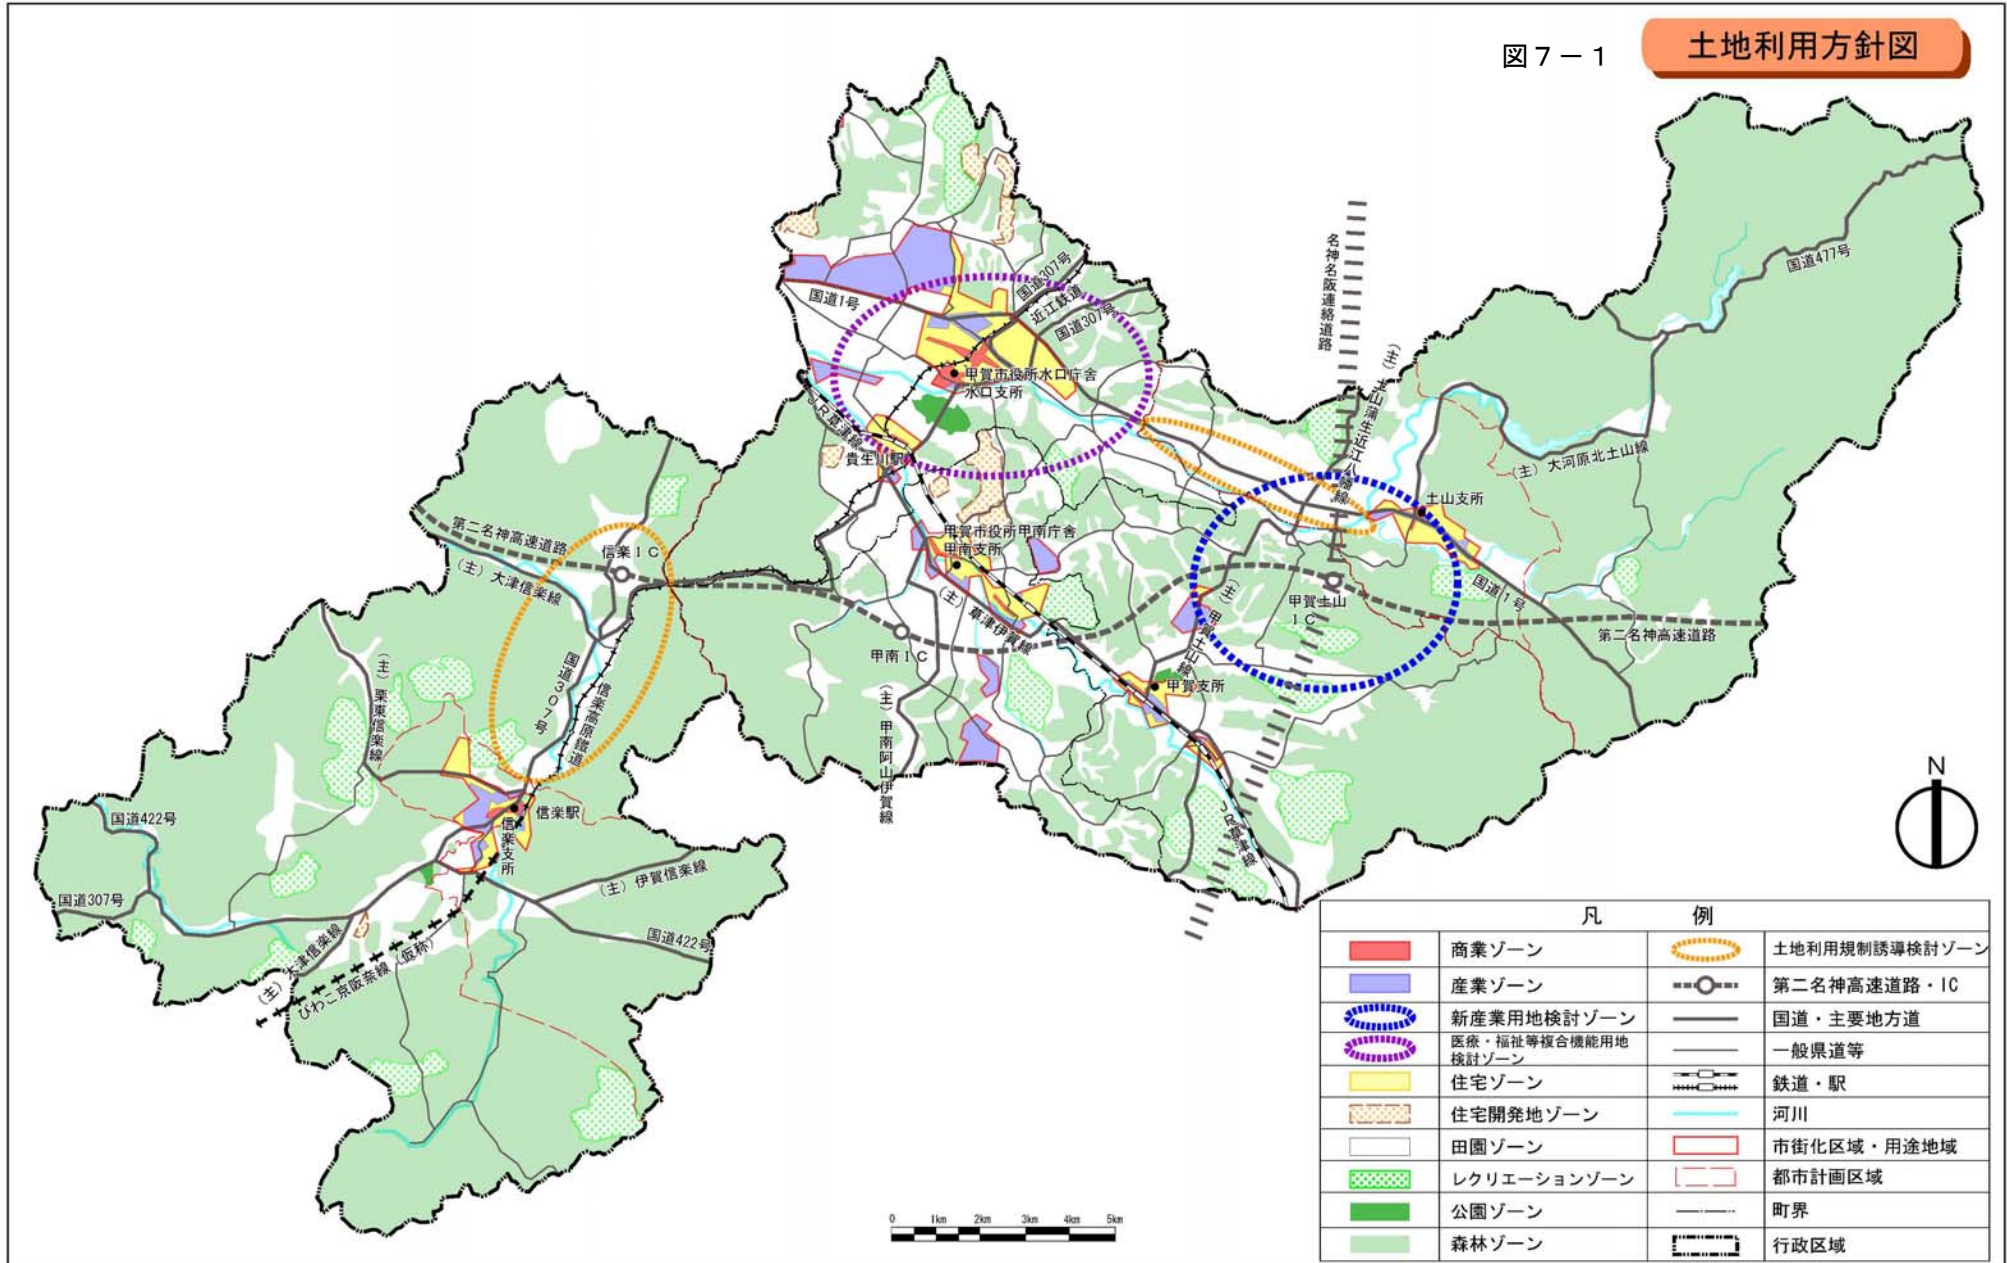 図7－1
土地利用方針図
国道477号
名神名阪連絡道路
国道307号
近江鉄道
国道307号
国道1号
(主)土山蒲生近江八幡線
甲賀市役所水口庁舎
水口支所
JR草津線
貴生川駅
(主)大河原北土山線
土山支所
第二名神高速道路
信楽IC
(主)大津信楽線
甲賀市役所甲南庁舎
甲南支所
(主)草津伊賀線
(主)甲賀土山線
甲賀土山
IC
国道1号
第二名神高速道路
甲南IC
甲賀支所
(主)栗東信楽線
国道307号
信楽高原鐵道
(主)甲南阿山伊賀線
国道422号
信楽駅
信楽支所
JR草津線
国道307号
(主)伊賀信楽線
国道422号
(主)大津信楽線
びわこ京阪奈線(仮称)
N
0 1km 2km 3km 4km 5km
凡 例
商業ゾーン
土地利用規制誘導検討ゾーン
産業ゾーン
第二名神高速道路・IC
新産業用地検討ゾーン
国道・主要地方道
医療・福祉等複合機能用地
検討ゾーン
一般県道等
住宅ゾーン
鉄道・駅
住宅開発地ゾーン
河川
田園ゾーン
市街化区域・用途地域
レクリエーションゾーン
都市計画区域
公園ゾーン
町界
森林ゾーン
行政区域